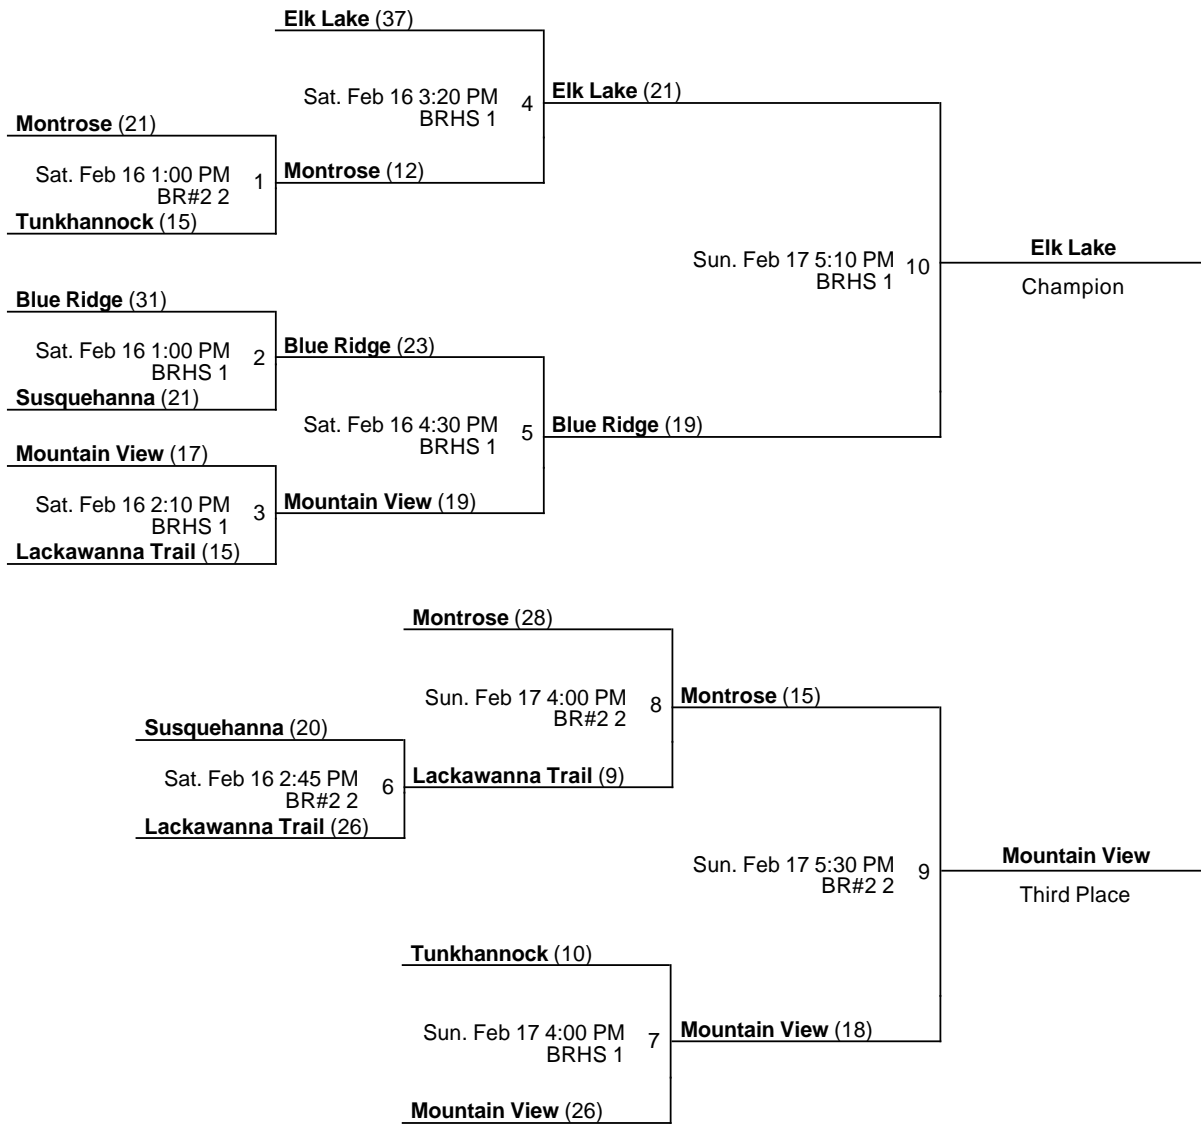 Elk Lake (37)
Sat. Feb 16 3:20 PM
BRHS 1
4
Elk Lake (21)
Montrose (21)
Sat. Feb 16 1:00 PM
BR#2 2
1
Montrose (12)
Tunkhannock (15)
Sun. Feb 17 5:10 PM
BRHS 1
10
Elk Lake
Champion
Blue Ridge (31)
Sat. Feb 16 1:00 PM
BRHS 1
2
Blue Ridge (23)
Susquehanna (21)
Sat. Feb 16 4:30 PM
BRHS 1
5
Blue Ridge (19)
Mountain View (17)
Sat. Feb 16 2:10 PM
BRHS 1
3
Mountain View (19)
Lackawanna Trail (15)
Montrose (28)
Sun. Feb 17 4:00 PM
BR#2 2
8
Montrose (15)
Susquehanna (20)
Sat. Feb 16 2:45 PM
BR#2 2
6
Lackawanna Trail (9)
Lackawanna Trail (26)
Sun. Feb 17 5:30 PM
BR#2 2
9
Mountain View
Third Place
Tunkhannock (10)
Sun. Feb 17 4:00 PM
BRHS 1
7
Mountain View (18)
Mountain View (26)